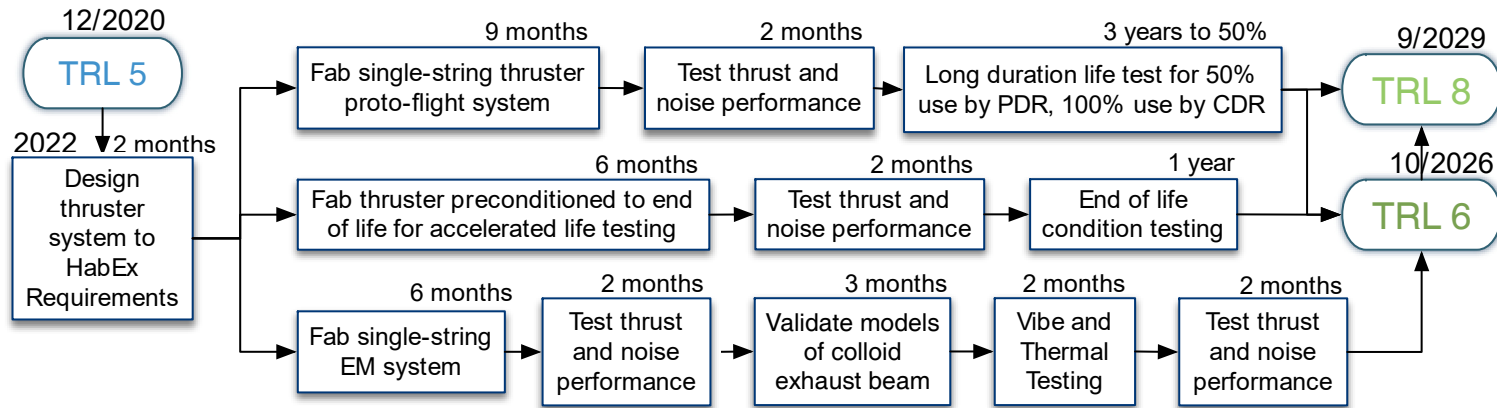 12/2020
TRL 5
2022
2 months
Design
thruster
system to
HabEx
Requirements
9 months
Fab single-string thruster
proto-flight system
2 months
Test thrust and
noise performance
3 years to 50%
Long duration life test for 50%
use by PDR, 100% use by CDR
9/2029
TRL 8
6 months
Fab thruster preconditioned to end
of life for accelerated life testing
2 months
Test thrust and
noise performance
1 year
End of life
condition testing
10/2026
TRL 6
6 months
Fab single-string
EM system
2 months
Test thrust
and noise
performance
3 months
Validate models
of colloid
exhaust beam
2 months
Vibe and
Thermal
Testing
2 months
Test thrust
and noise
performance